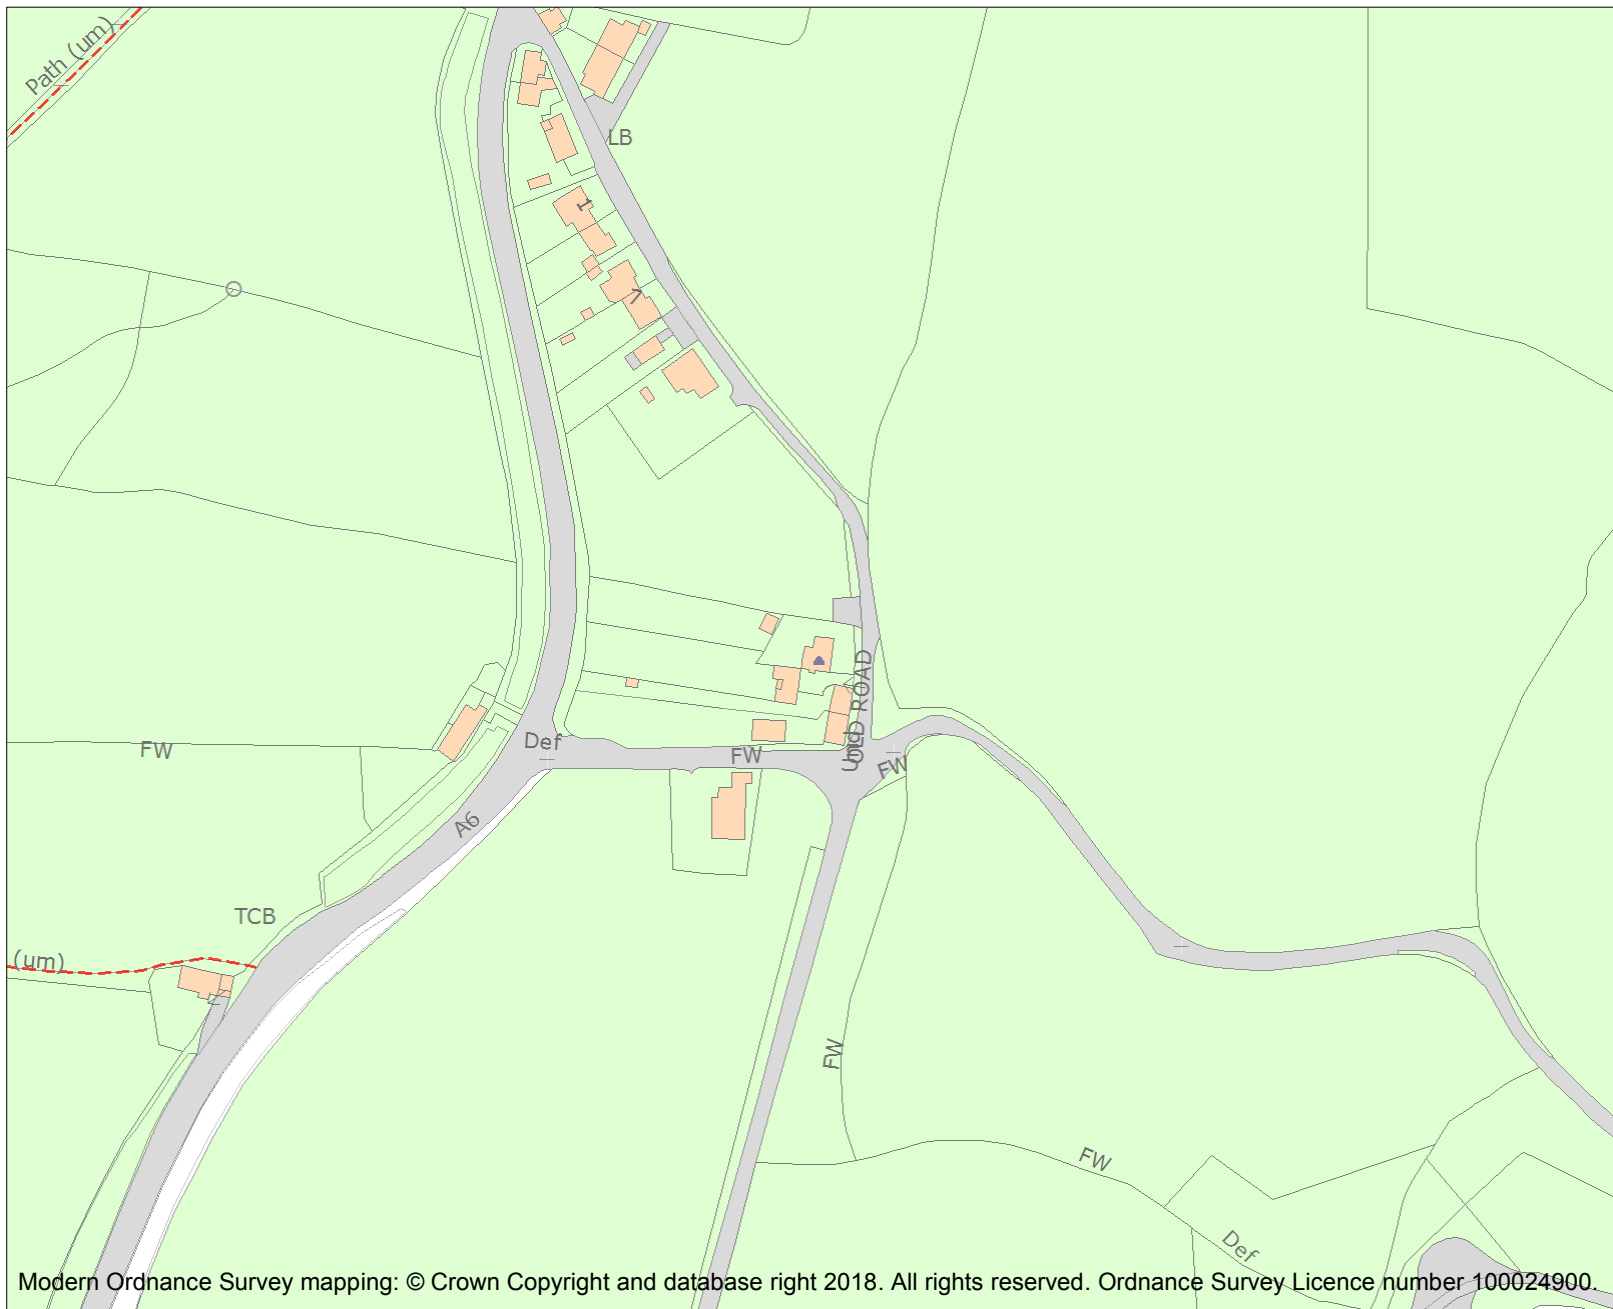 Path (um)
LB
1
7
FW
Def
FW
OLD ROAD
Und
FW
A6
TCB
(um)
FW
FW
Def
Modern Ordnance Survey mapping: © Crown Copyright and database right 2018. All rights reserved. Ordnance Survey Licence number 100024900.